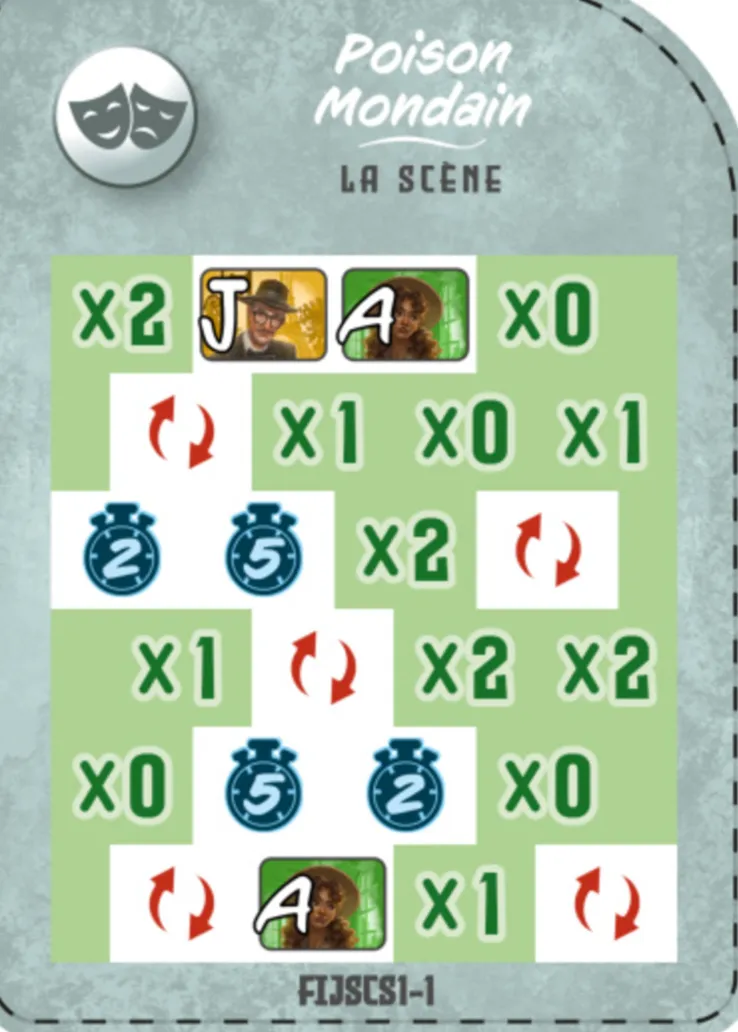 Poison
Mondain
LA SCÈNE
X2 J A X0
X1 X0 X1
2 5 X2
X1 X2 X2
X0 5 2 X0
A X1
FIJSCS1-1